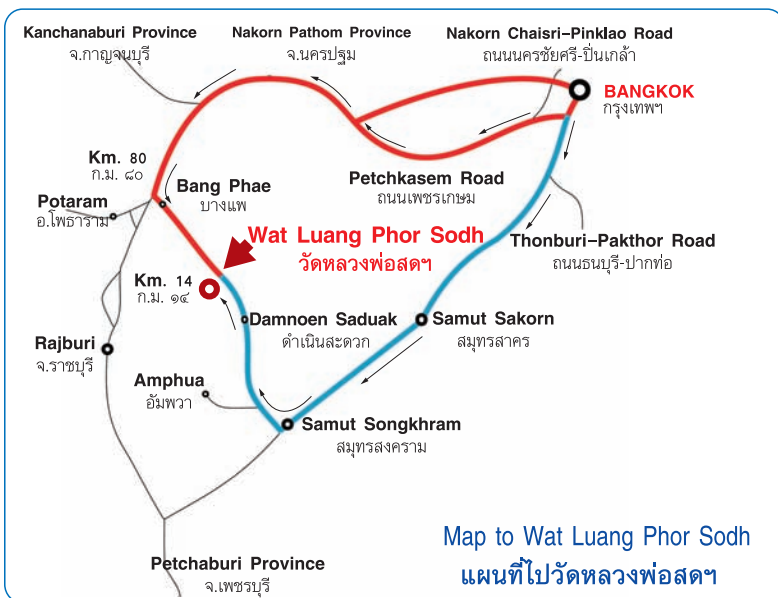 Kanchanaburi Province
จ.กาญจนบุรี
Nakorn Pathom Province
จ.นครปฐม
Nakorn Chaisri-Pinklao Road
ถนนนครชัยศรี-ปิ่นเกล้า
BANGKOK
กรุงเทพฯ
Km. 80
ก.ม. ๘๐
Potaram
อ.โพธาราม
Bang Phae
บางแพ
Petchkasem Road
ถนนเพชรเกษม
Wat Luang Phor Sodh
วัดหลวงพ่อสดฯ
Thonburi-Pakthor Road
ถนนธนบุรี-ปากท่อ
Km. 14
ก.ม. ๑๔
Rajburi
จ.ราชบุรี
Damnoen Saduak
ดำเนินสะดวก
Samut Sakorn
สมุทรสาคร
Amphua
อัมพวา
Samut Songkhram
สมุทรสงคราม
Petchaburi Province
จ.เพชรบุรี
Map to Wat Luang Phor Sodh
แผนที่ไปวัดหลวงพ่อสดฯ